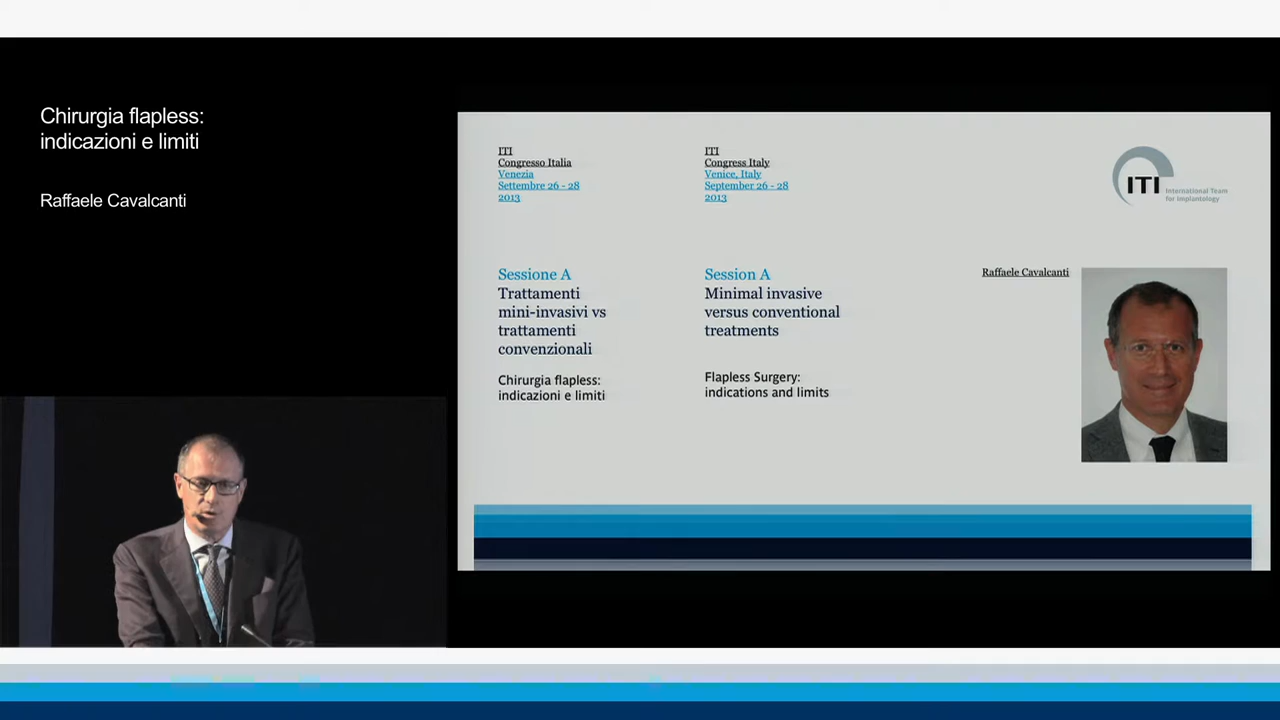 Chirurgia flapless:
indicazioni e limiti
Raffaele Cavalcanti
ITI
Congresso Italia
Venezia
Settembre 26 - 28
2013
ITI
Congress Italy
Venice, Italy
September 26 - 28
2013
ITI
International Team
for Implantology
Sessione A
Trattamenti
mini-invasivi vs
trattamenti
convenzionali
Chirurgia flapless:
indicazioni e limiti
Session A
Minimal invasive
versus conventional
treatments
Flapless Surgery:
indications and limits
Raffaele Cavalcanti